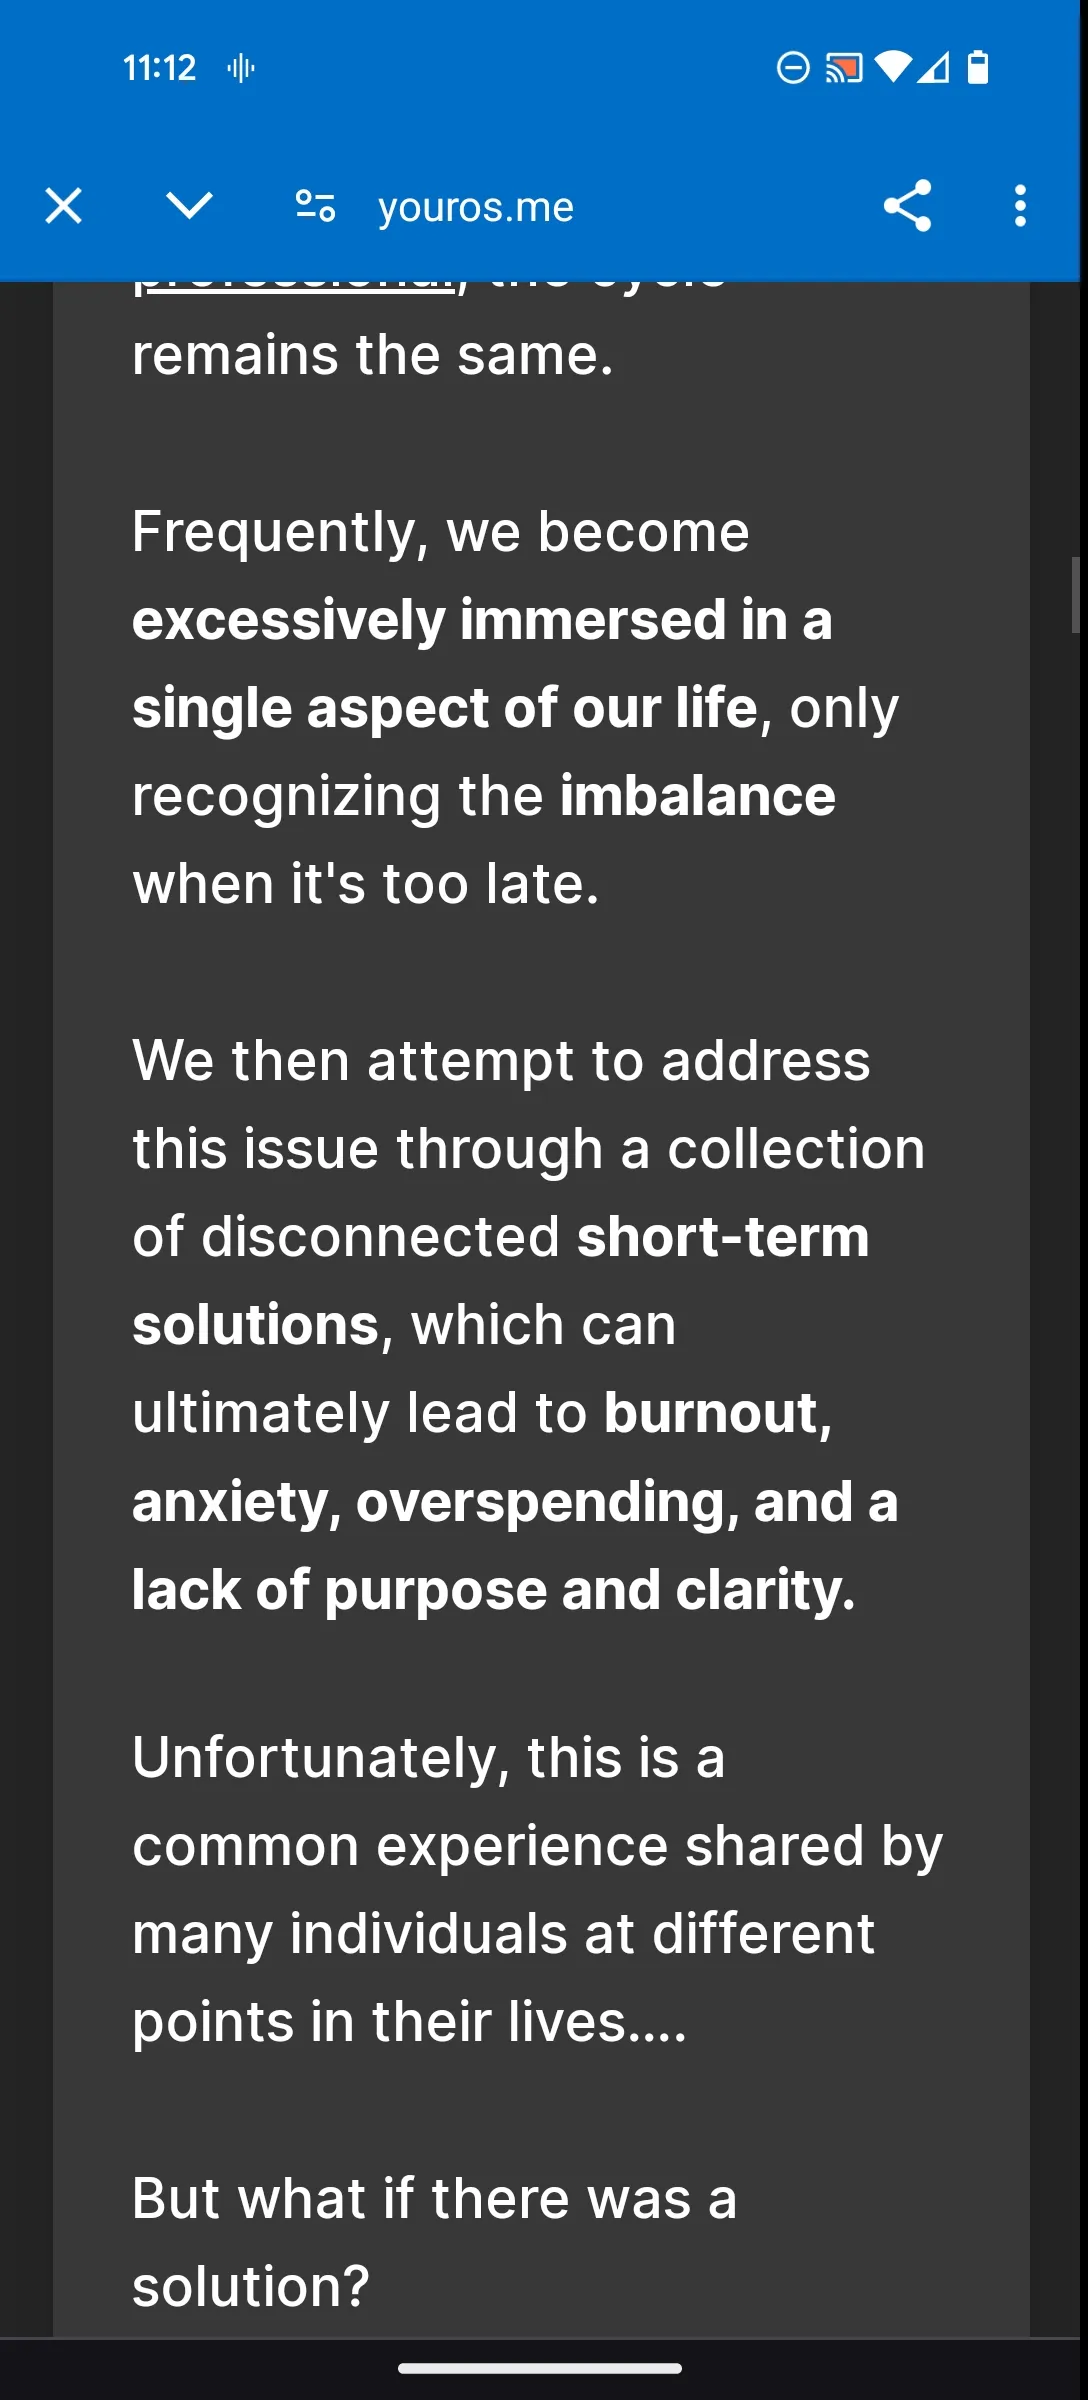 11:12
youros.me
professional, the cycle
remains the same.
Frequently, we become
excessively immersed in a
single aspect of our life, only
recognizing the imbalance
when it's too late.
We then attempt to address
this issue through a collection
of disconnected short-term
solutions, which can
ultimately lead to burnout,
anxiety, overspending, and a
lack of purpose and clarity.
Unfortunately, this is a
common experience shared by
many individuals at different
points in their lives....
But what if there was a
solution?